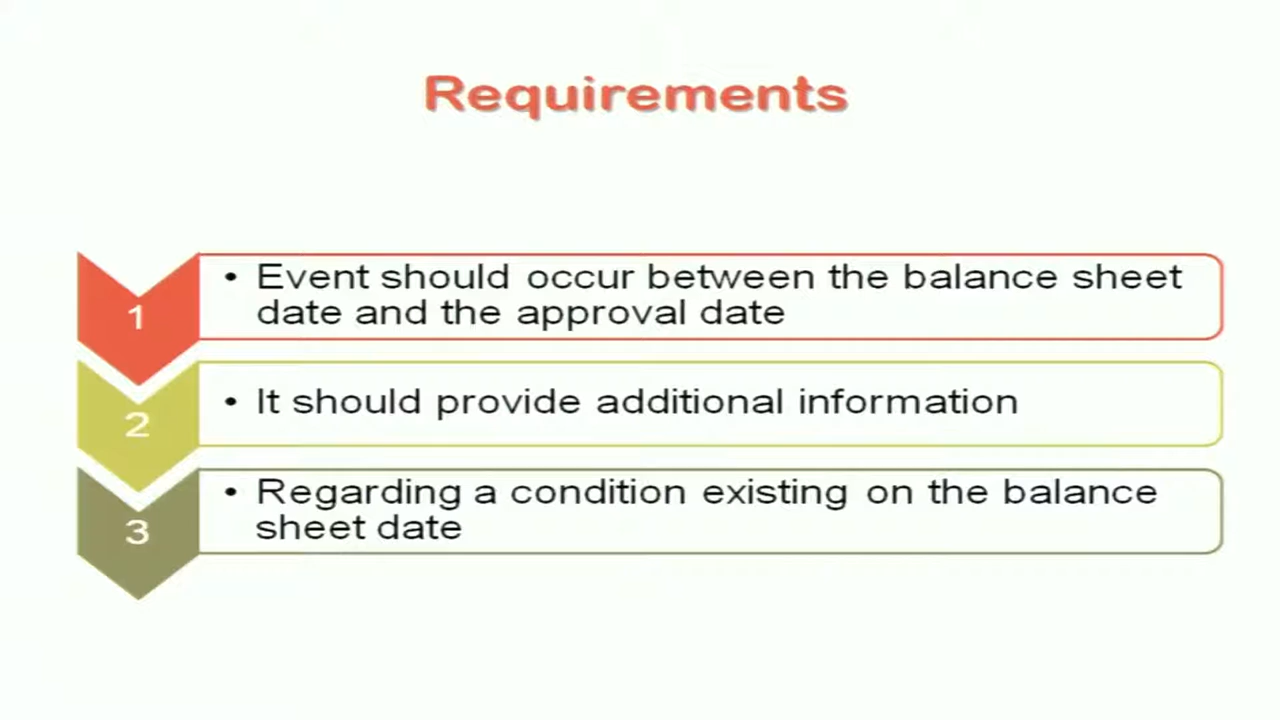 Requirements
1
• Event should occur between the balance sheet
date and the approval date
2
• It should provide additional information
3
• Regarding a condition existing on the balance
sheet date